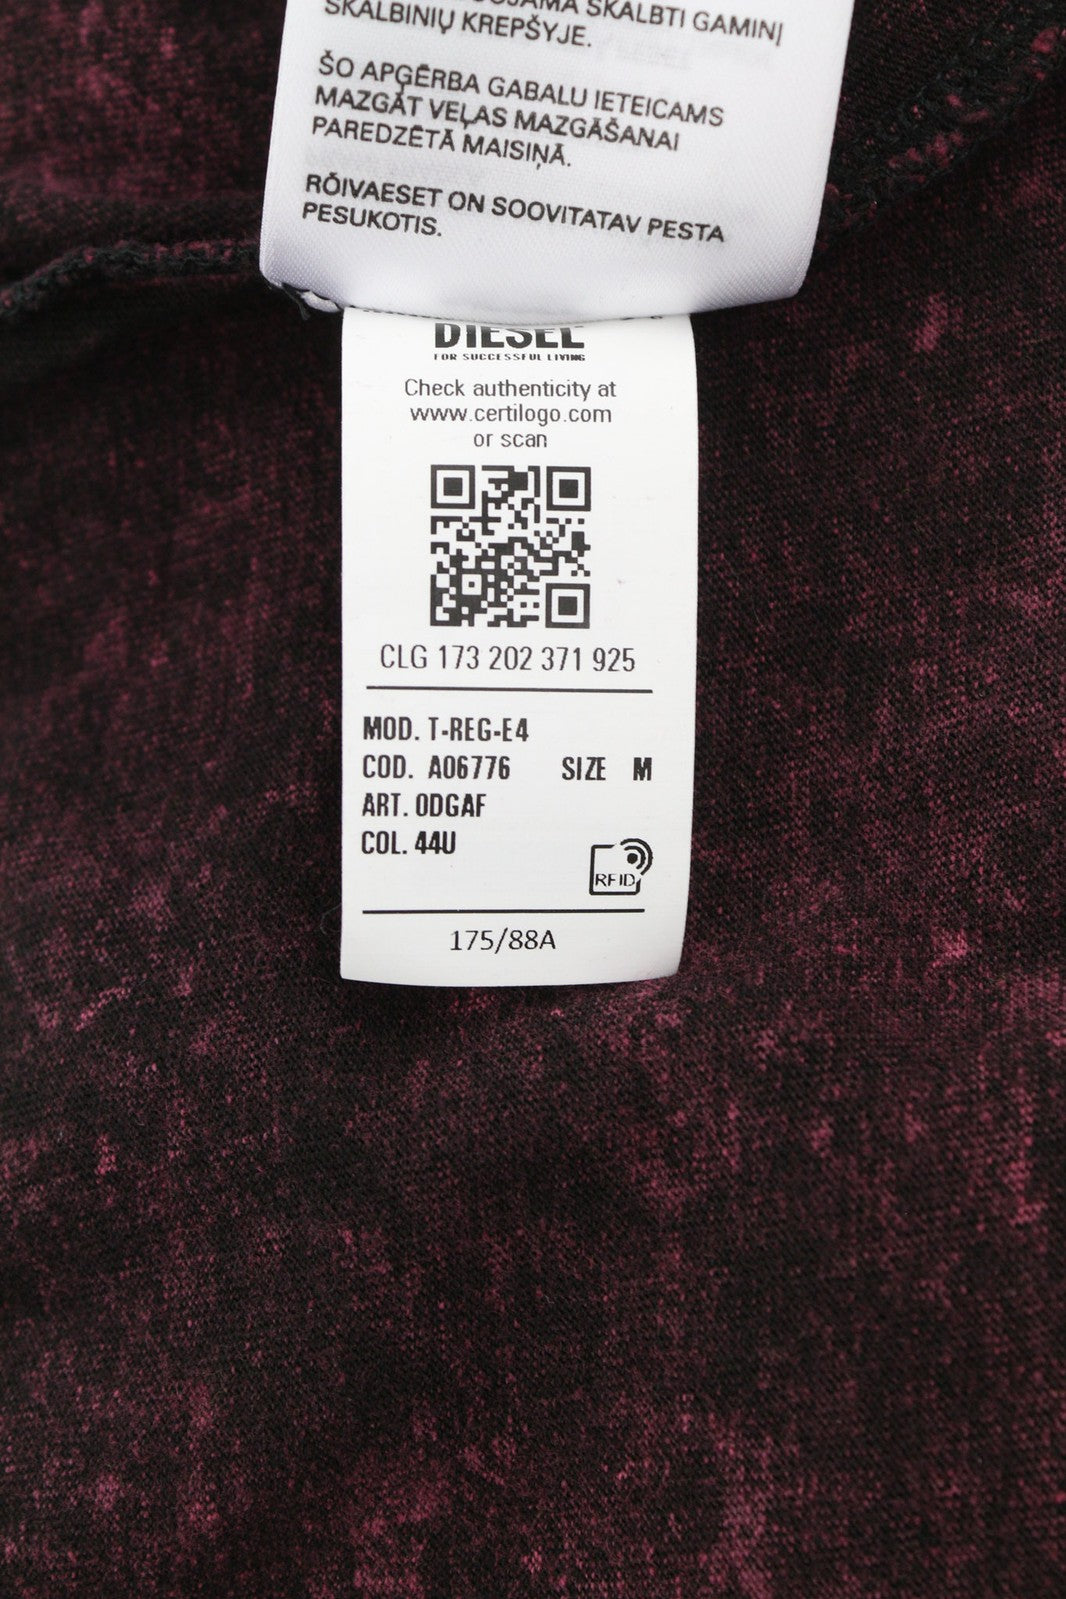 SKALBTI GAMINĮ
SKALBINIŲ KREPŠYJE.
ŠO APĢĒRBA GABALU IETEICAMS
MAZGĀT VEĻAS MAZGĀŠANAI
PAREDZĒTĀ MAISIŅĀ.
RÕIVAESET ON SOOVITATAV PESTA
PESUKOTIS.
DIESEL
FOR SUCCESSFUL LIVING
Check authenticity at
www.certilogo.com
or scan
CLG 173 202 371 925
MOD. T-REG-E4
COD. A06776 SIZE M
ART. 0DGAF
COL. 44U
RFID
175/88A